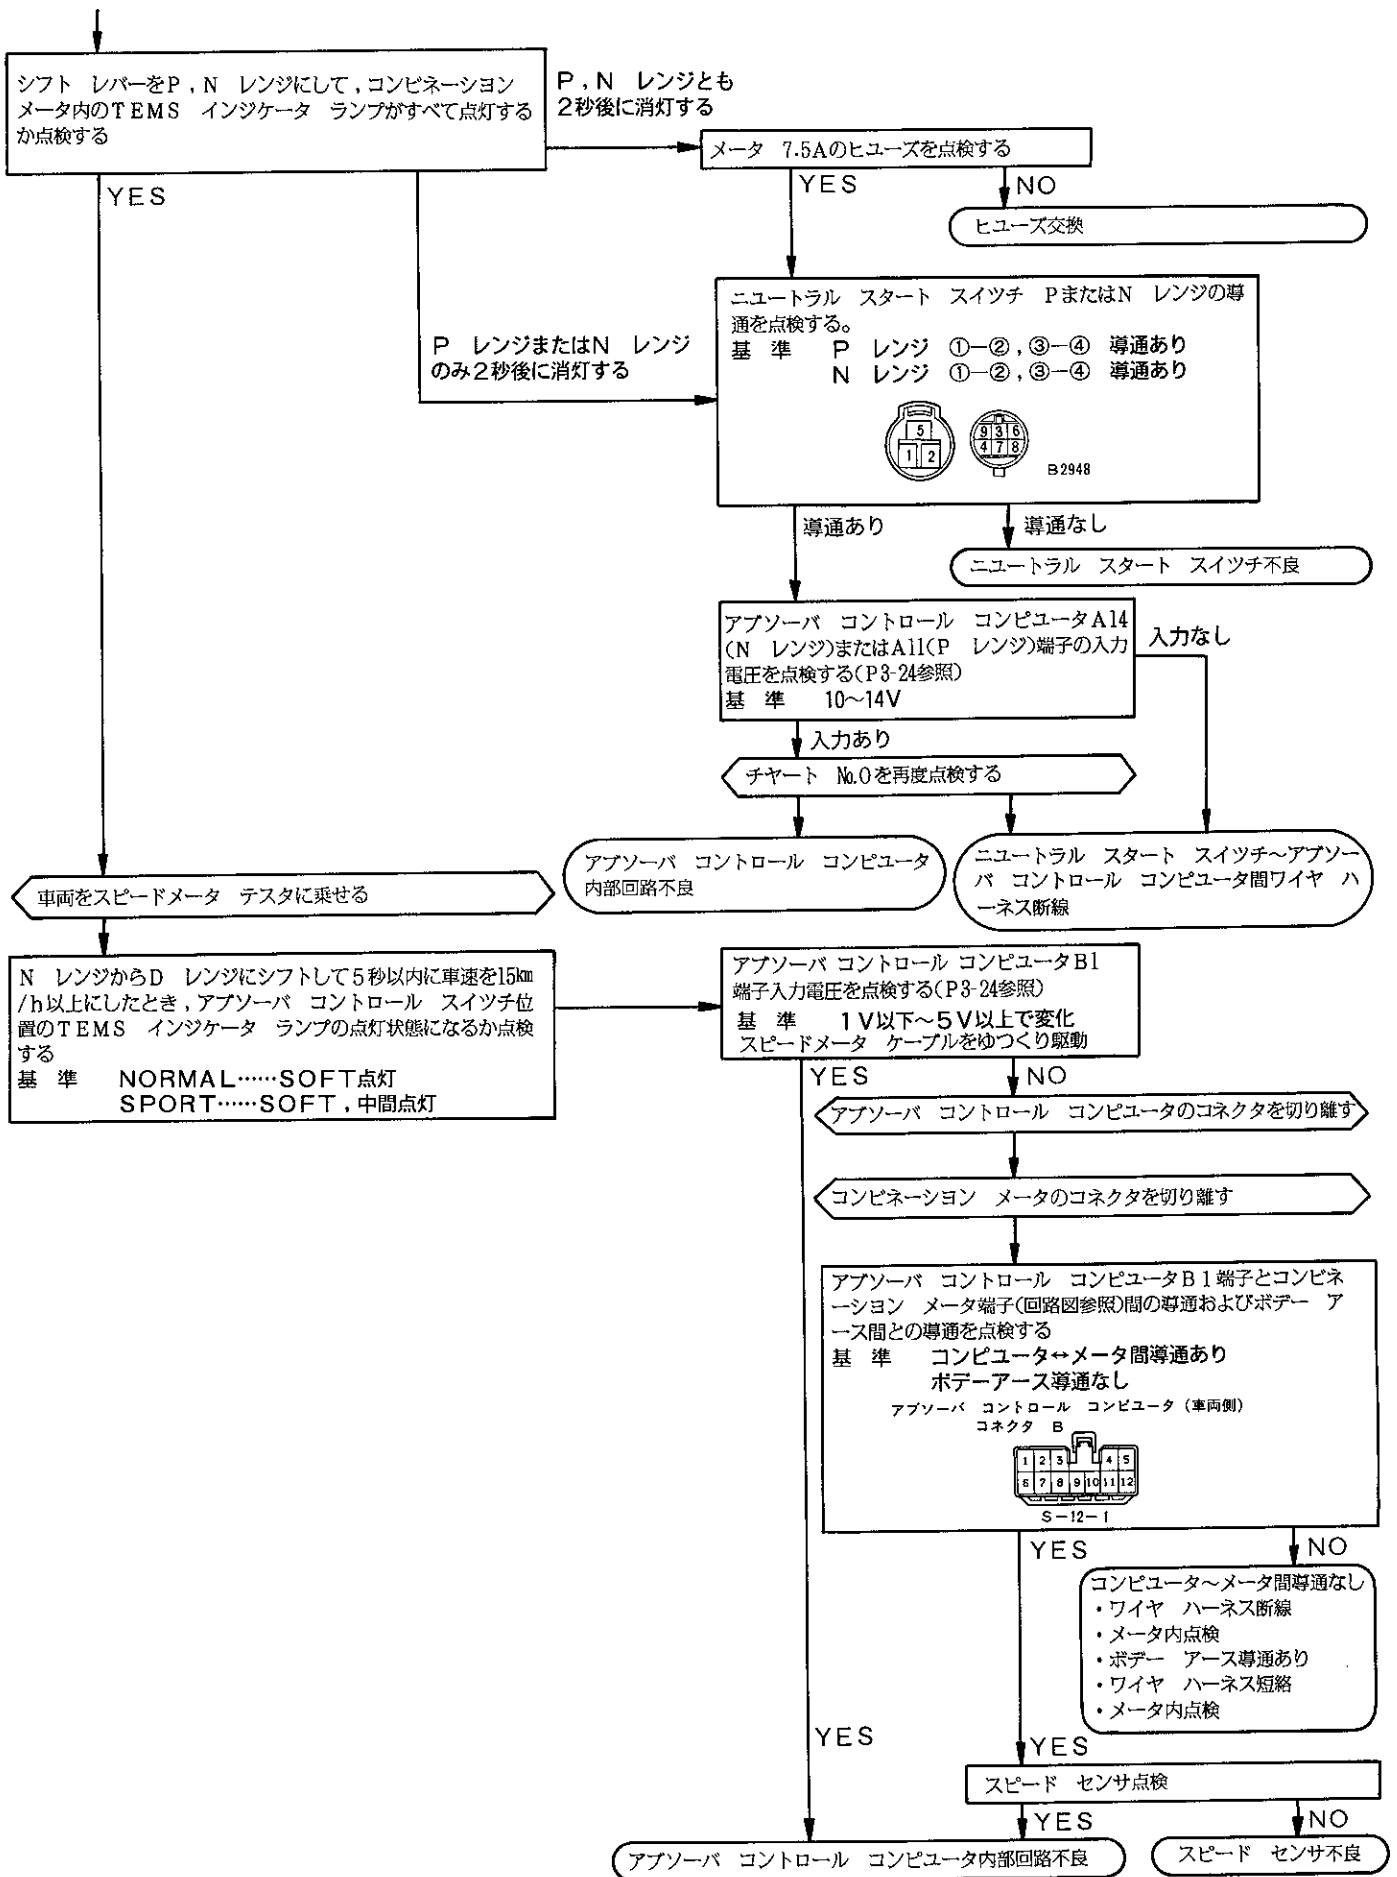 シフト レバーをP，N レンジにして，コンビネーション
メータ内のTEMS インジケータ ランプがすべて点灯する
か点検する
P，N レンジとも
2秒後に消灯する
メータ 7.5Aのヒユーズを点検する
YES
YES
NO
ヒユーズ交換
P レンジまたはN レンジ
のみ2秒後に消灯する
ニユートラル スタート スイツチ PまたはN レンジの導
通を点検する。
基 準 P レンジ ①－②，③－④ 導通あり
N レンジ ①－②，③－④ 導通あり
5
1 2
9 3 6
4 7 8
B2948
導通あり
導通なし
ニユートラル スタート スイツチ不良
アブソーバ コントロール コンピユータA14
(N レンジ)またはA11(P レンジ)端子の入力
電圧を点検する(P3-24参照)
基 準 10〜14V
入力なし
入力あり
チヤート №0を再度点検する
アブソーバ コントロール コンピユータ
内部回路不良
ニユートラル スタート スイツチ〜アブソー
バ コントロール コンピユータ間ワイヤ ハ
ーネス断線
車両をスピードメータ テスタに乗せる
N レンジからD レンジにシフトして5秒以内に車速を15㎞
/h以上にしたとき，アブソーバ コントロール スイツチ位
置のTEMS インジケータ ランプの点灯状態になるか点検
する
基 準 NORMAL……SOFT点灯
SPORT……SOFT，中間点灯
アブソーバ コントロール コンピユータB1
端子入力電圧を点検する(P3-24参照)
基 準 1V以下〜5V以上で変化
スピードメータ ケーブルをゆつくり駆動
YES
NO
アブソーバ コントロール コンピユータのコネクタを切り離す
コンビネーション メータのコネクタを切り離す
アブソーバ コントロール コンピユータB1端子とコンビネ
ーション メータ端子(回路図参照)間の導通およびボデー ア
ース間との導通を点検する
基 準 コンピユータ↔メータ間導通あり
ボデーアース導通なし
アブソーバ コントロール コンピユータ (車両側)
コネクタ B
1 2 3 4 5
6 7 8 9 10 11 12
S－12－1
YES
NO
コンピユータ〜メータ間導通なし
・ワイヤ ハーネス断線
・メータ内点検
・ボデー アース導通あり
・ワイヤ ハーネス短絡
・メータ内点検
YES
YES
スピード センサ点検
YES
NO
アブソーバ コントロール コンピユータ内部回路不良
スピード センサ不良